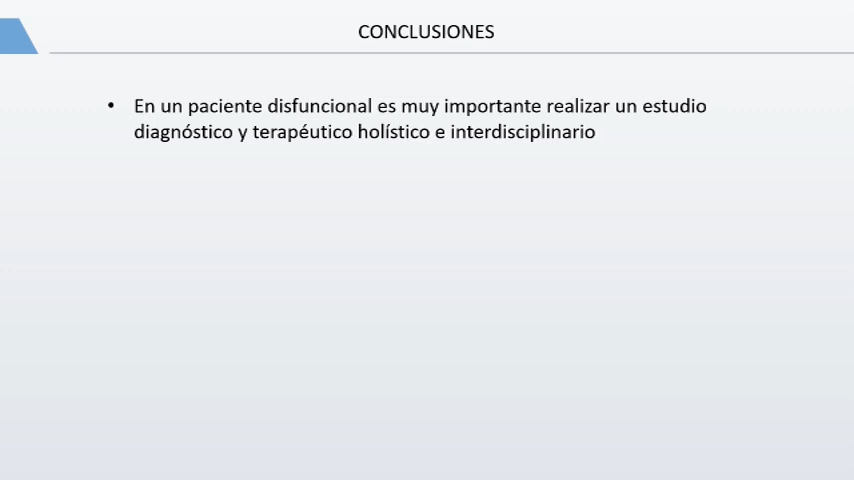 CONCLUSIONES
• En un paciente disfuncional es muy importante realizar un estudio
diagnóstico y terapéutico holístico e interdisciplinario